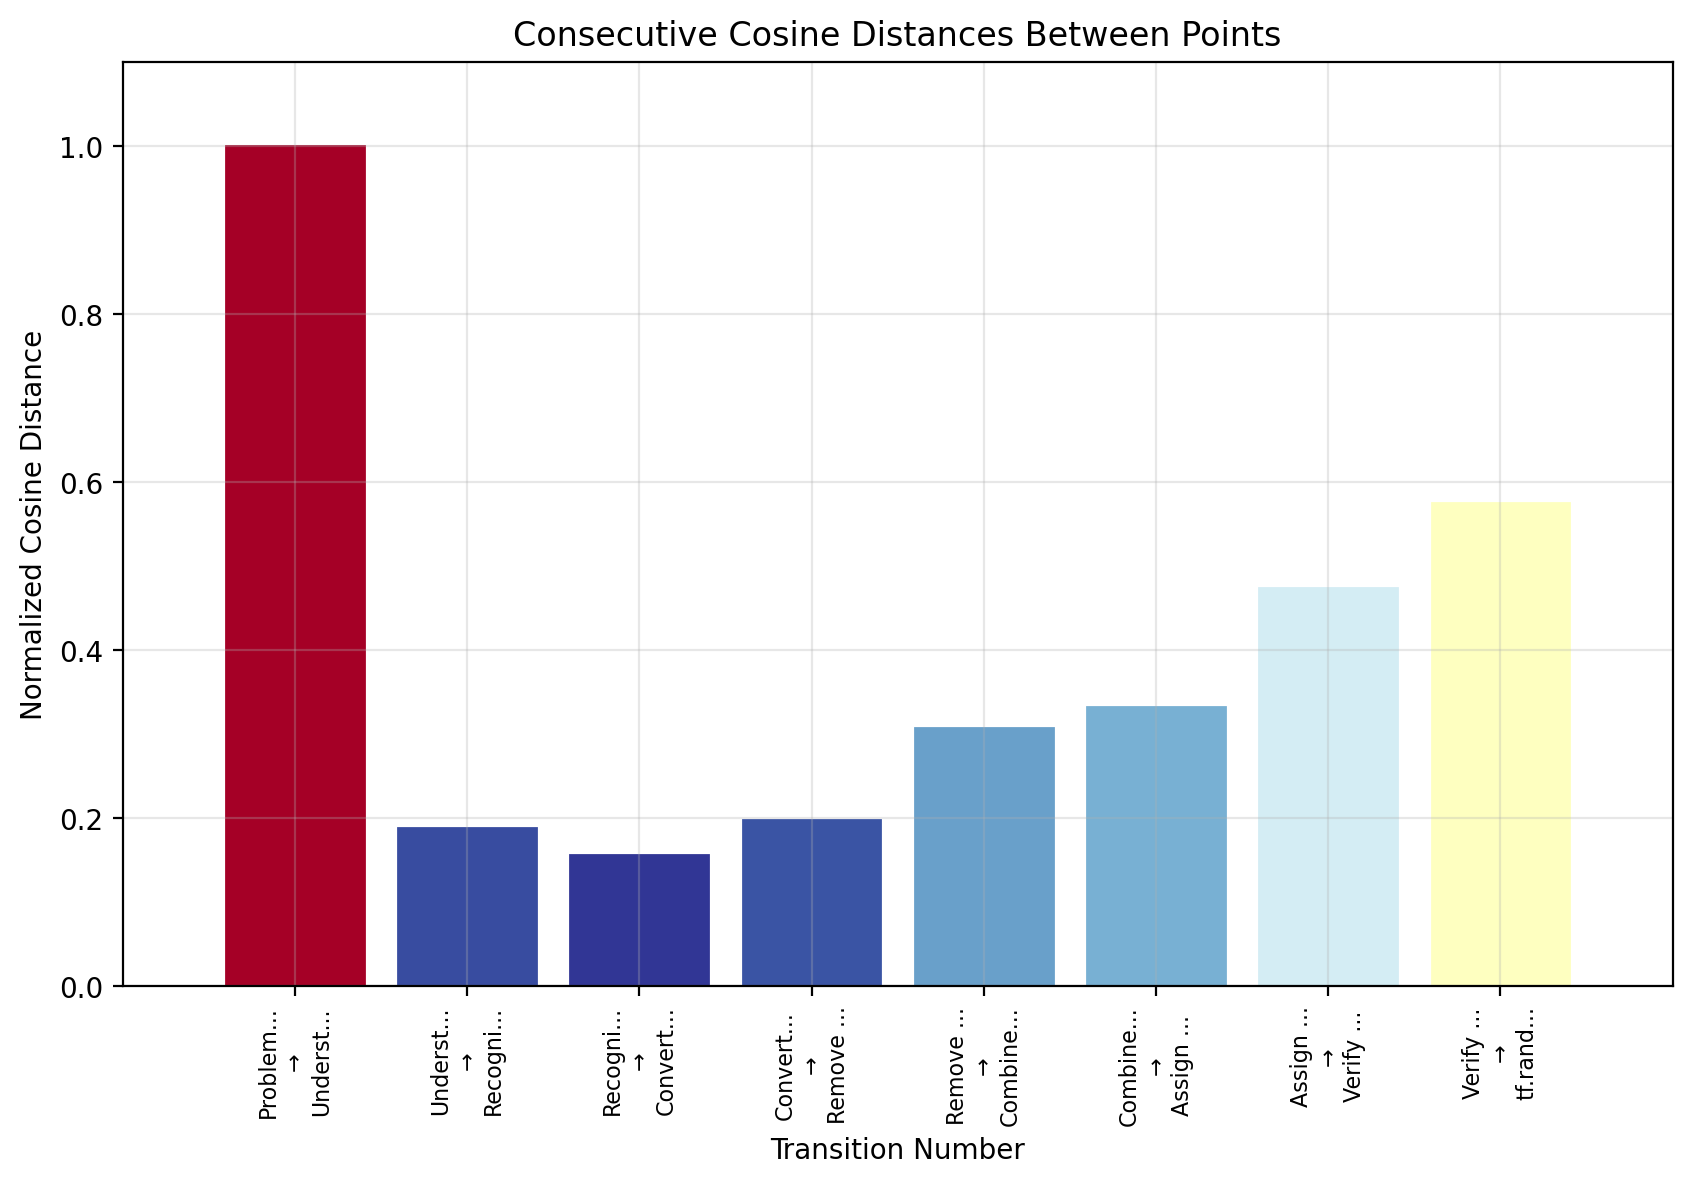 Consecutive Cosine Distances Between Points
Normalized Cosine Distance
1.0
0.8
0.6
0.4
0.2
0.0
Problem...
→
Underst...
Underst...
→
Recogni...
Recogni...
→
Convert...
Convert...
→
Remove ...
Remove ...
→
Combine...
Combine...
→
Assign ...
Assign ...
→
Verify ...
Verify ...
→
tf.rand...
Transition Number